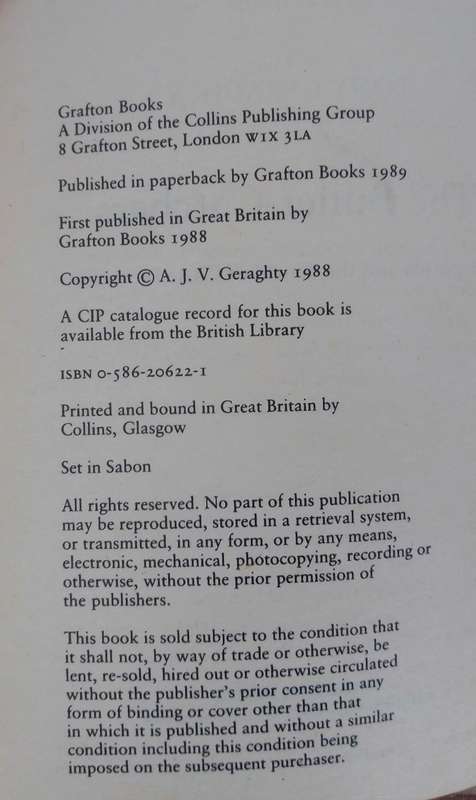 Grafton Books
A Division of the Collins Publishing Group
8 Grafton Street, London W1X 3LA
Published in paperback by Grafton Books 1989
First published in Great Britain by
Grafton Books 1988
Copyright © A. J. V. Geraghty 1988
A CIP catalogue record for this book is
available from the British Library
ISBN 0-586-20622-1
Printed and bound in Great Britain by
Collins, Glasgow
Set in Sabon
All rights reserved. No part of this publication
may be reproduced, stored in a retrieval system,
or transmitted, in any form, or by any means,
electronic, mechanical, photocopying, recording or
otherwise, without the prior permission of
the publishers.
This book is sold subject to the condition that
it shall not, by way of trade or otherwise, be
lent, re-sold, hired out or otherwise circulated
without the publisher's prior consent in any
form of binding or cover other than that
in which it is published and without a similar
condition including this condition being
imposed on the subsequent purchaser.